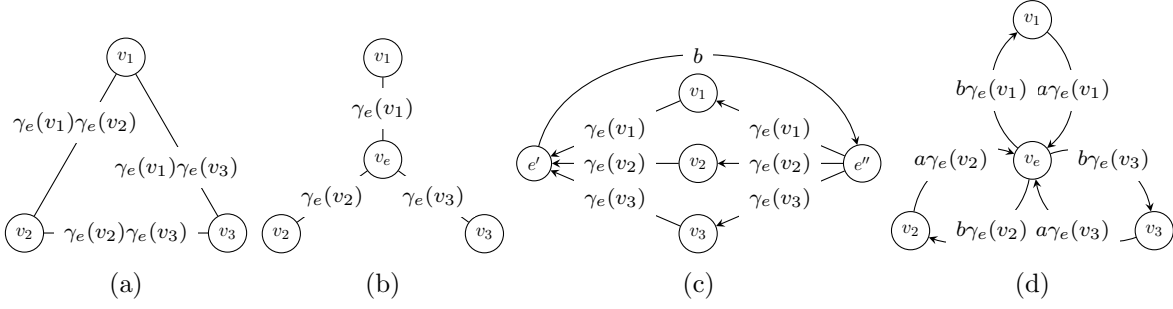 v₁
γₑ(v₁)γₑ(v₂)
γₑ(v₁)γₑ(v₃)
v₂
γₑ(v₂)γₑ(v₃)
v₃
(a)
v₁
γₑ(v₁)
vₑ
γₑ(v₂)
γₑ(v₃)
v₂
v₃
(b)
b
v₁
γₑ(v₁)
γₑ(v₁)
e′
γₑ(v₂)
v₂
γₑ(v₂)
e″
γₑ(v₃)
γₑ(v₃)
v₃
(c)
v₁
bγₑ(v₁)
aγₑ(v₁)
aγₑ(v₂)
vₑ
bγₑ(v₃)
v₂
bγₑ(v₂)
aγₑ(v₃)
v₃
(d)